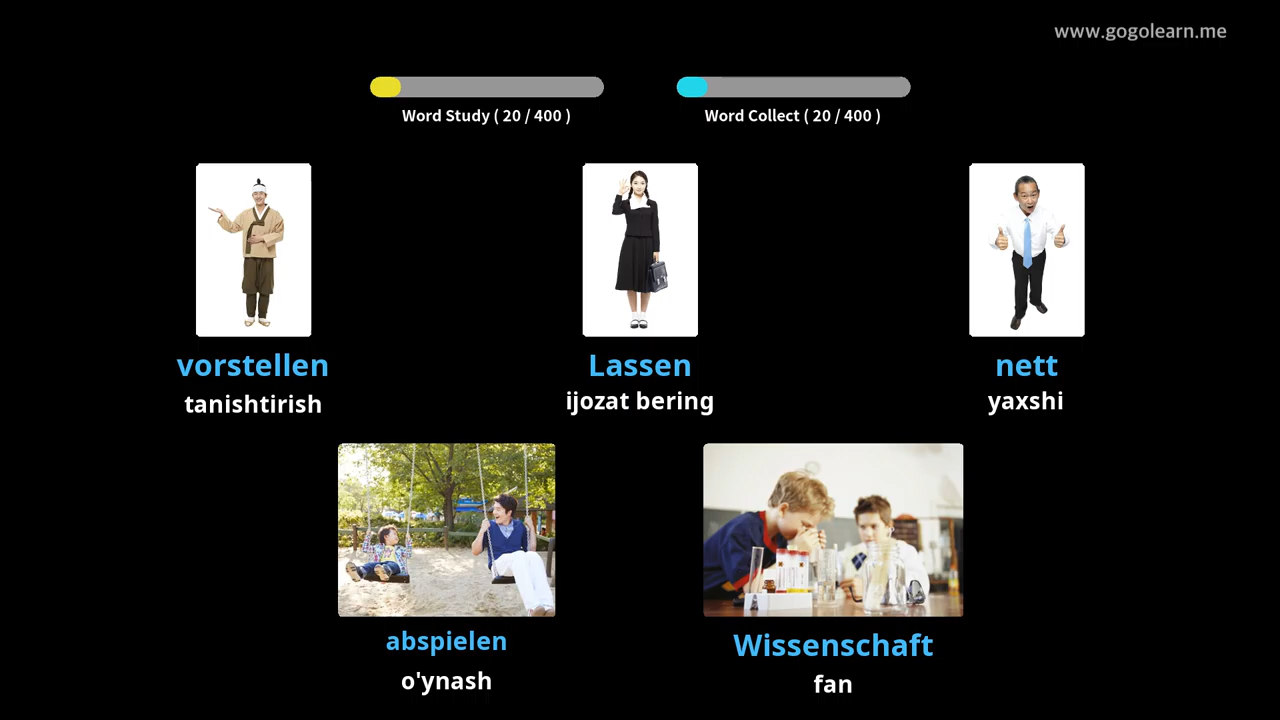 www.gogolearn.me
Word Study ( 20 / 400 )
Word Collect ( 20 / 400 )
vorstellen
tanishtirish
Lassen
ijozat bering
nett
yaxshi
abspielen
o'ynash
Wissenschaft
fan